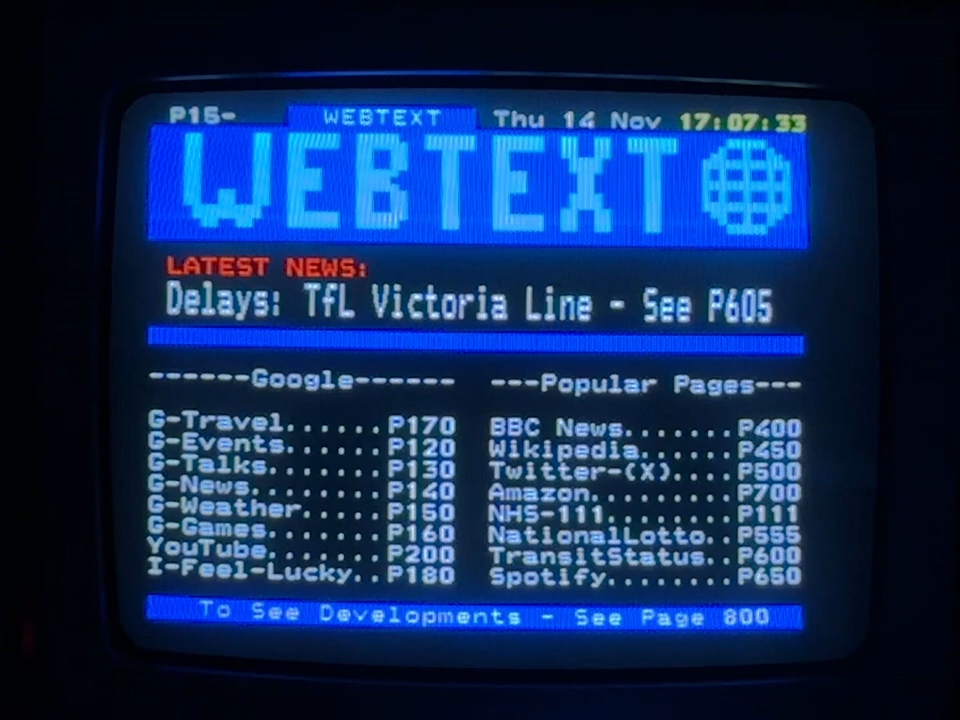 P15- WEBTEXT Thu 14 Nov 17:07:33
WEBTEXT
LATEST NEWS:
Delays: TfL Victoria Line - See P605
------Google------
G-Travel......P170
G-Events......P120
G-Talks.......P130
G-News........P140
G-Weather.....P150
G-Games.......P160
YouTube.......P200
I-Feel-Lucky..P180
---Popular Pages---
BBC News.......P400
Wikipedia......P450
Twitter-(X)....P500
Amazon.........P700
NHS-111........P111
NationalLotto..P555
TransitStatus..P600
Spotify........P650
To See Developments - See Page 800